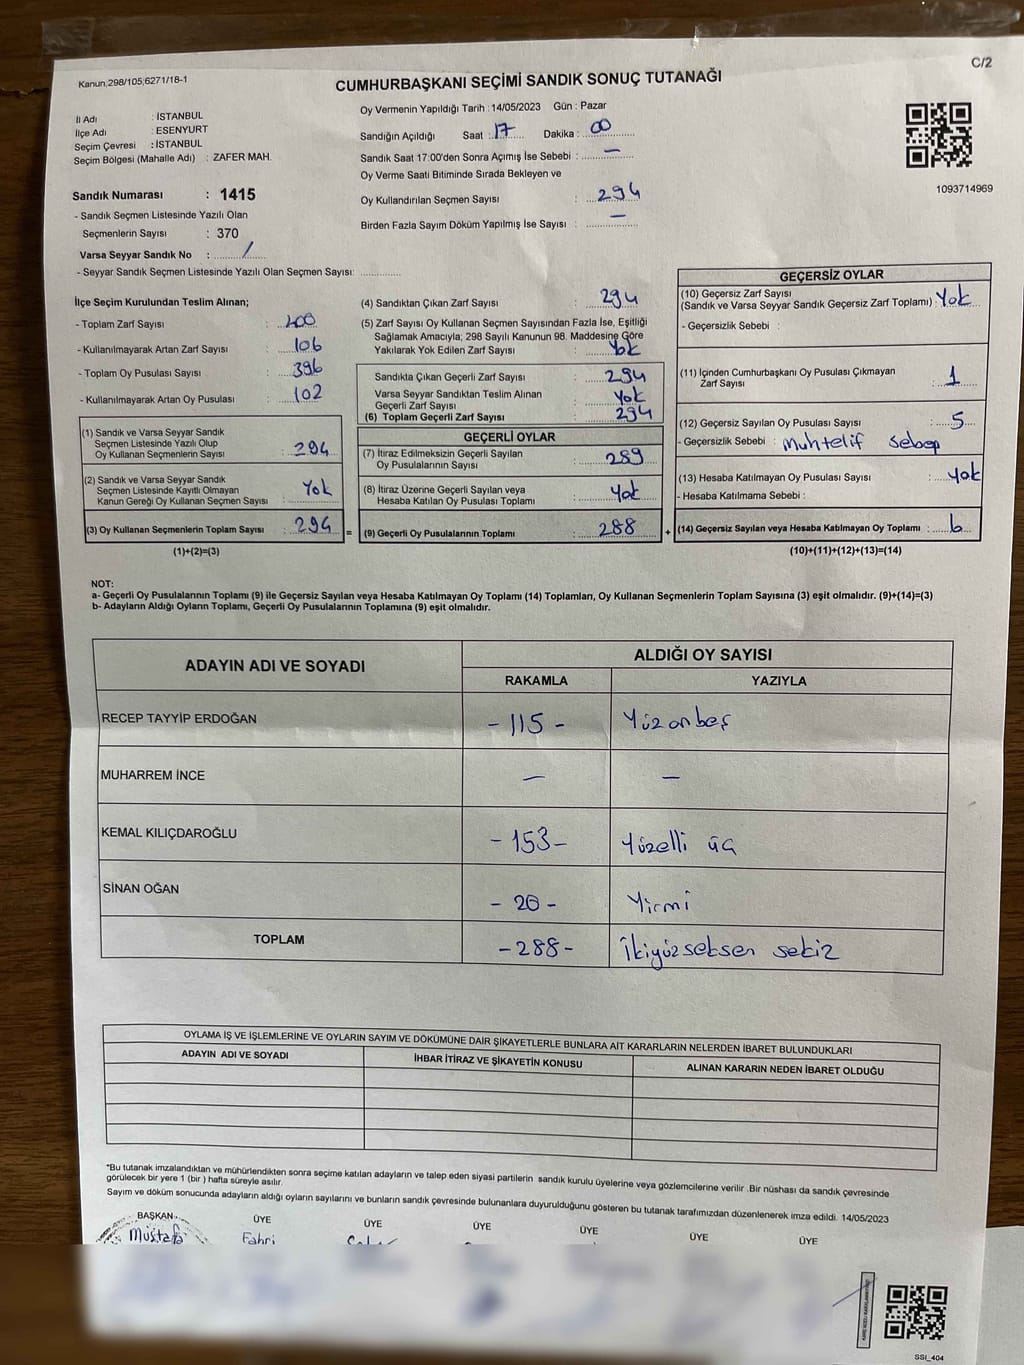 C/2
Kanun:298/105;6271/18-1
CUMHURBAŞKANI SEÇİMİ SANDIK SONUÇ TUTANAĞI
İl Adı : İSTANBUL
İlçe Adı : ESENYURT
Seçim Çevresi : İSTANBUL
Seçim Bölgesi (Mahalle Adı) : ZAFER MAH.
Sandık Numarası : 1415
- Sandık Seçmen Listesinde Yazılı Olan
Seçmenlerin Sayısı : 370
Varsa Seyyar Sandık No : /
- Seyyar Sandık Seçmen Listesinde Yazılı Olan Seçmen Sayısı:
Oy Vermenin Yapıldığı Tarih : 14/05/2023 Gün : Pazar
Sandığın Açıldığı Saat : 17 Dakika : 00
Sandık Saat 17:00'den Sonra Açımış İse Sebebi : —
Oy Verme Saati Bitiminde Sırada Bekleyen ve
Oy Kullandırılan Seçmen Sayısı : 294
Birden Fazla Sayım Döküm Yapılmış İse Sayısı : —
1093714969
İlçe Seçim Kurulundan Teslim Alınan;
- Toplam Zarf Sayısı : 400
- Kullanılmayarak Artan Zarf Sayısı : 106
- Toplam Oy Pusulası Sayısı : 396
- Kullanılmayarak Artan Oy Pusulası : 102
(1) Sandık ve Varsa Seyyar Sandık
Seçmen Listesinde Yazılı Olup
Oy Kullanan Seçmenlerin Sayısı : 294
(2) Sandık ve Varsa Seyyar Sandık
Seçmen Listesinde Kayıtlı Olmayan
Kanun Gereği Oy Kullanan Seçmen Sayısı : Yok
(3) Oy Kullanan Seçmenlerin Toplam Sayısı : 294 =
(1)+(2)=(3)
(4) Sandıktan Çıkan Zarf Sayısı : 294
(5) Zarf Sayısı Oy Kullanan Seçmen Sayısından Fazla İse, Eşitliği
Sağlamak Amacıyla; 298 Sayılı Kanunun 98. Maddesine Göre
Yakılarak Yok Edilen Zarf Sayısı : Yok
Sandıkta Çıkan Geçerli Zarf Sayısı : 294
Varsa Seyyar Sandıktan Teslim Alınan
Geçerli Zarf Sayısı : Yok
(6) Toplam Geçerli Zarf Sayısı : 294
GEÇERLİ OYLAR
(7) İtiraz Edilmeksizin Geçerli Sayılan
Oy Pusulalarının Sayısı : 289
(8) İtiraz Üzerine Geçerli Sayılan veya
Hesaba Katılan Oy Pusulası Toplamı : Yok
(9) Geçerli Oy Pusulalarının Toplamı : 288 +
GEÇERSİZ OYLAR
(10) Geçersiz Zarf Sayısı
(Sandık ve Varsa Seyyar Sandık Geçersiz Zarf Toplamı) : Yok
- Geçersizlik Sebebi :
(11) İçinden Cumhurbaşkanı Oy Pusulası Çıkmayan
Zarf Sayısı : 1
(12) Geçersiz Sayılan Oy Pusulası Sayısı : 5
- Geçersizlik Sebebi : muhtelif sebep
(13) Hesaba Katılmayan Oy Pusulası Sayısı : yok
- Hesaba Katılmama Sebebi :
(14) Geçersiz Sayılan veya Hesaba Katılmayan Oy Toplamı : 6
(10)+(11)+(12)+(13)=(14)
NOT:
a- Geçerli Oy Pusulalarının Toplamı (9) ile Geçersiz Sayılan veya Hesaba Katılmayan Oy Toplamı (14) Toplamları, Oy Kullanan Seçmenlerin Toplam Sayısına (3) eşit olmalıdır. (9)+(14)=(3)
b- Adayların Aldığı Oyların Toplamı, Geçerli Oy Pusulalarının Toplamına (9) eşit olmalıdır.
ADAYIN ADI VE SOYADI ALDIĞI OY SAYISI
RAKAMLA YAZIYLA
RECEP TAYYİP ERDOĞAN - 115 - Yüzonbeş
MUHARREM İNCE — —
KEMAL KILIÇDAROĞLU - 153 - Yüzelli üç
SİNAN OĞAN - 20 - Yirmi
TOPLAM - 288 - İkiyüzseksen sekiz
OYLAMA İŞ VE İŞLEMLERİNE VE OYLARIN SAYIM VE DÖKÜMÜNE DAİR ŞİKAYETLERLE BUNLARA AİT KARARLARIN NELERDEN İBARET BULUNDUKLARI
ADAYIN ADI VE SOYADI İHBAR İTİRAZ VE ŞİKAYETİN KONUSU ALINAN KARARIN NEDEN İBARET OLDUĞU
*Bu tutanak imzalandıktan ve mühürlendikten sonra seçime katılan adayların ve talep eden siyasi partilerin sandık kurulu üyelerine veya gözlemcilerine verilir .Bir nüshası da sandık çevresinde
görülecek bir yere 1 (bir ) hafta süreyle asılır.
Sayım ve döküm sonucunda adayların aldığı oyların sayılarını ve bunların sandık çevresinde bulunanlara duyurulduğunu gösteren bu tutanak tarafımızdan düzenlenerek imza edildi. 14/05/2023
BAŞKAN ÜYE ÜYE ÜYE ÜYE ÜYE ÜYE
Mustafa Fahri
SSI_404